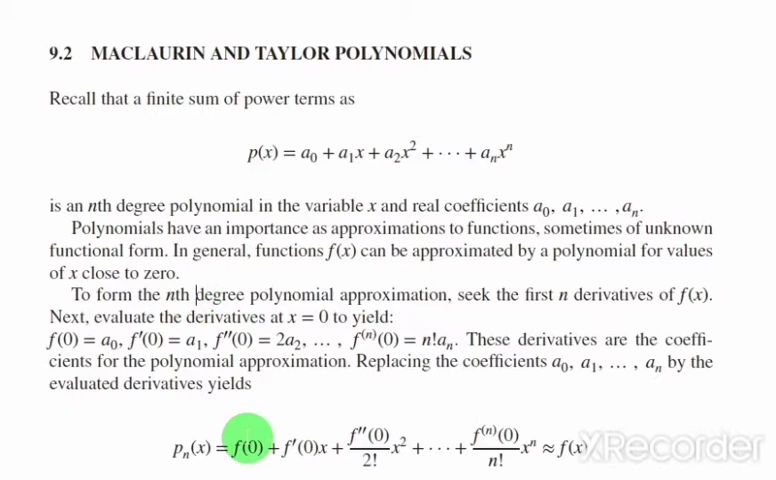 9.2 MACLAURIN AND TAYLOR POLYNOMIALS
Recall that a finite sum of power terms as
p(x) = a₀ + a₁x + a₂x² + ··· + aₙxⁿ
is an nth degree polynomial in the variable x and real coefficients a₀, a₁, … ,aₙ.
Polynomials have an importance as approximations to functions, sometimes of unknown
functional form. In general, functions f(x) can be approximated by a polynomial for values
of x close to zero.
To form the nth degree polynomial approximation, seek the first n derivatives of f(x).
Next, evaluate the derivatives at x = 0 to yield:
f(0) = a₀, f′(0) = a₁, f′′(0) = 2a₂, … , f⁽ⁿ⁾(0) = n!aₙ. These derivatives are the coeffi-
cients for the polynomial approximation. Replacing the coefficients a₀, a₁, … , aₙ by the
evaluated derivatives yields
pₙ(x) = f(0) + f′(0)x + f′′(0)/2! x² + ··· + f⁽ⁿ⁾(0)/n! xⁿ ≈ f(x)
XRecorder